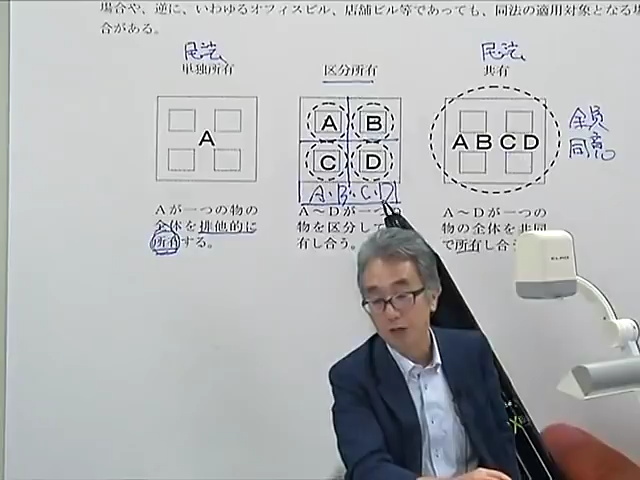 場合や、逆に、いわゆるオフィスビル、店舗ビル等であっても、同法の適用対象となる場
合がある。
民法
単独所有
区分所有
民法
共有
A
A B
C D
A・B・C・D
A B C D
全員
同意
Aが一つの物の
全体を排他的に
所有する。
A～Dが一つの
物を区分して
有し合う。
A～Dが一つの
物の全体を共同
で所有し合う
ELMO